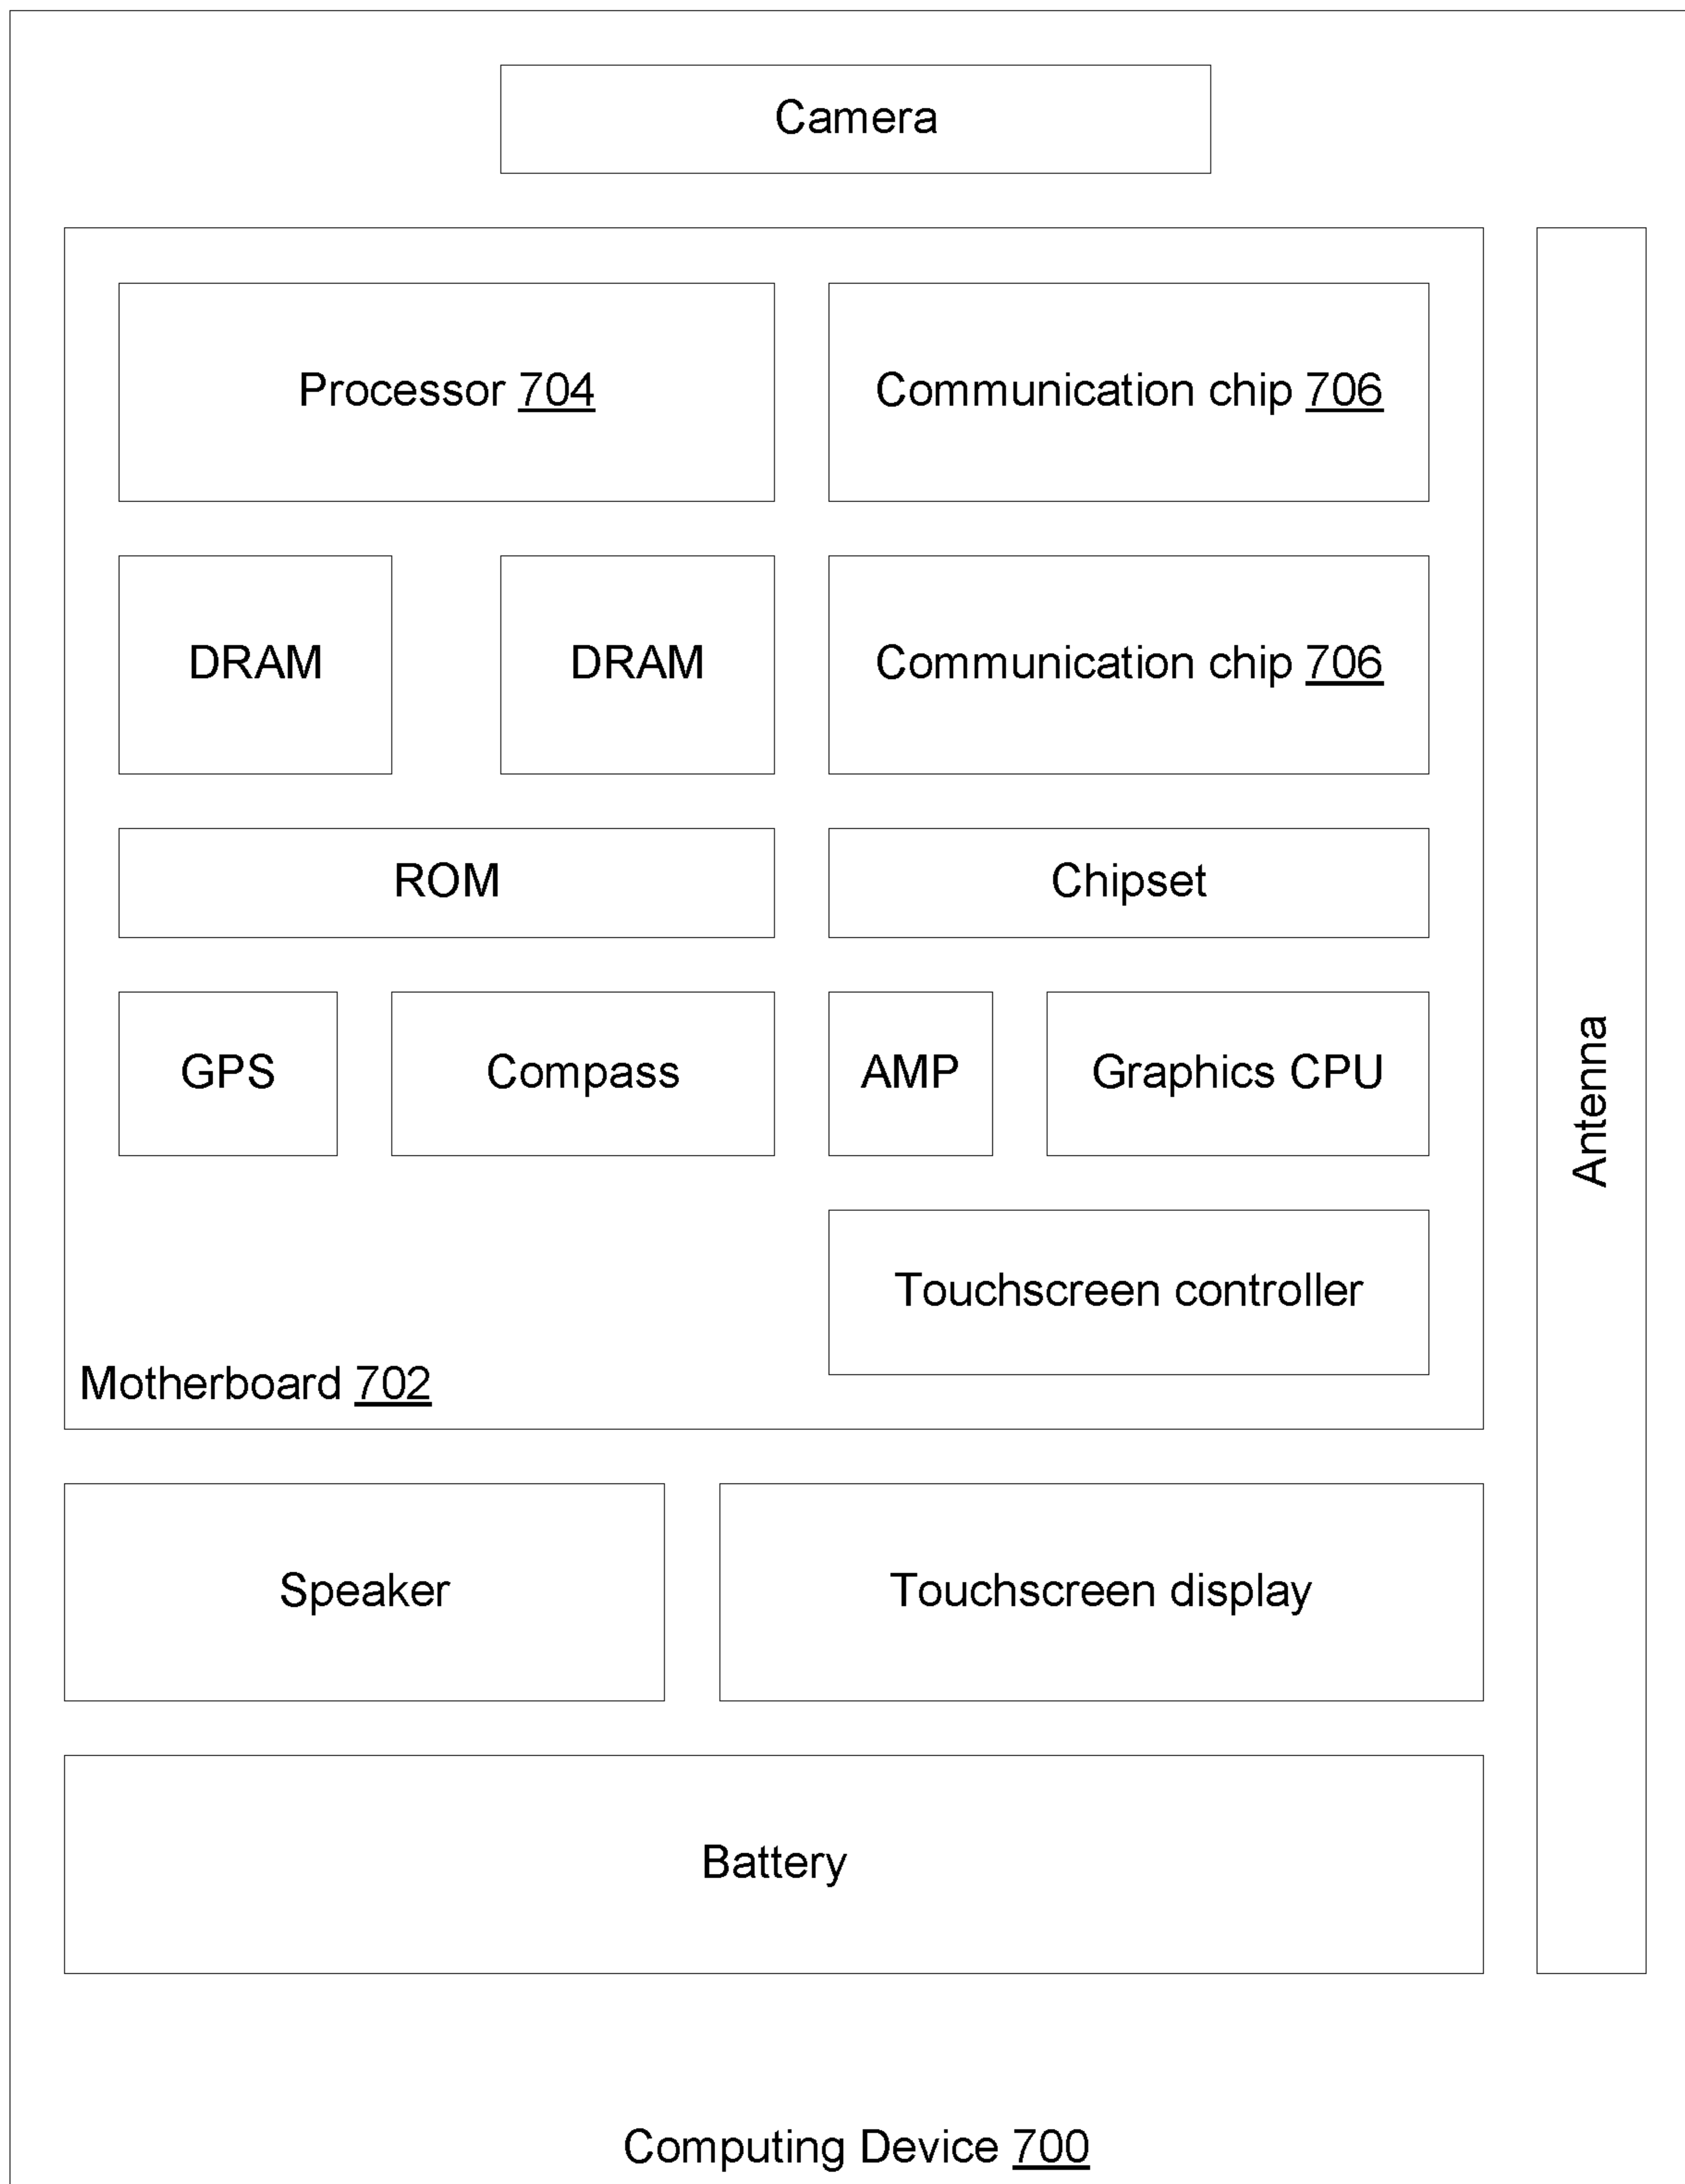 Camera
Processor 704
Communication chip 706
DRAM
DRAM
Communication chip 706
ROM
Chipset
GPS
Compass
AMP
Graphics CPU
Touchscreen controller
Motherboard 702
Antenna
Speaker
Touchscreen display
Battery
Computing Device 700